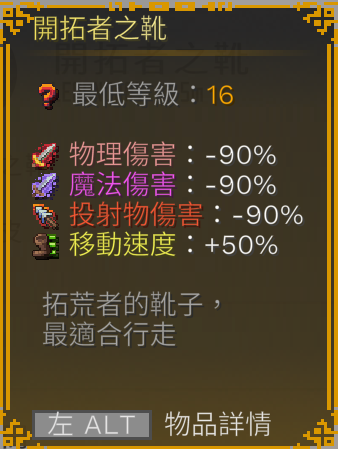 開拓者之靴
最低等級：16
物理傷害：-90%
魔法傷害：-90%
投射物傷害：-90%
移動速度：+50%
拓荒者的靴子，
最適合行走
左 ALT 物品詳情